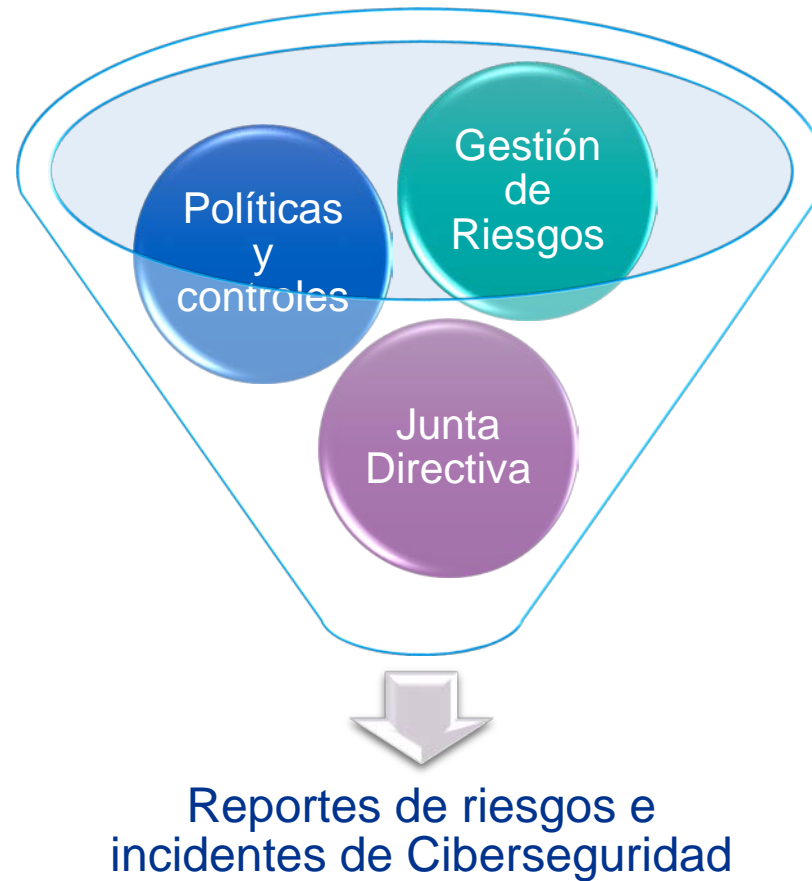 Gestión
de
Riesgos
Políticas
y
controles
Junta
Directiva
Reportes de riesgos e
incidentes de Ciberseguridad